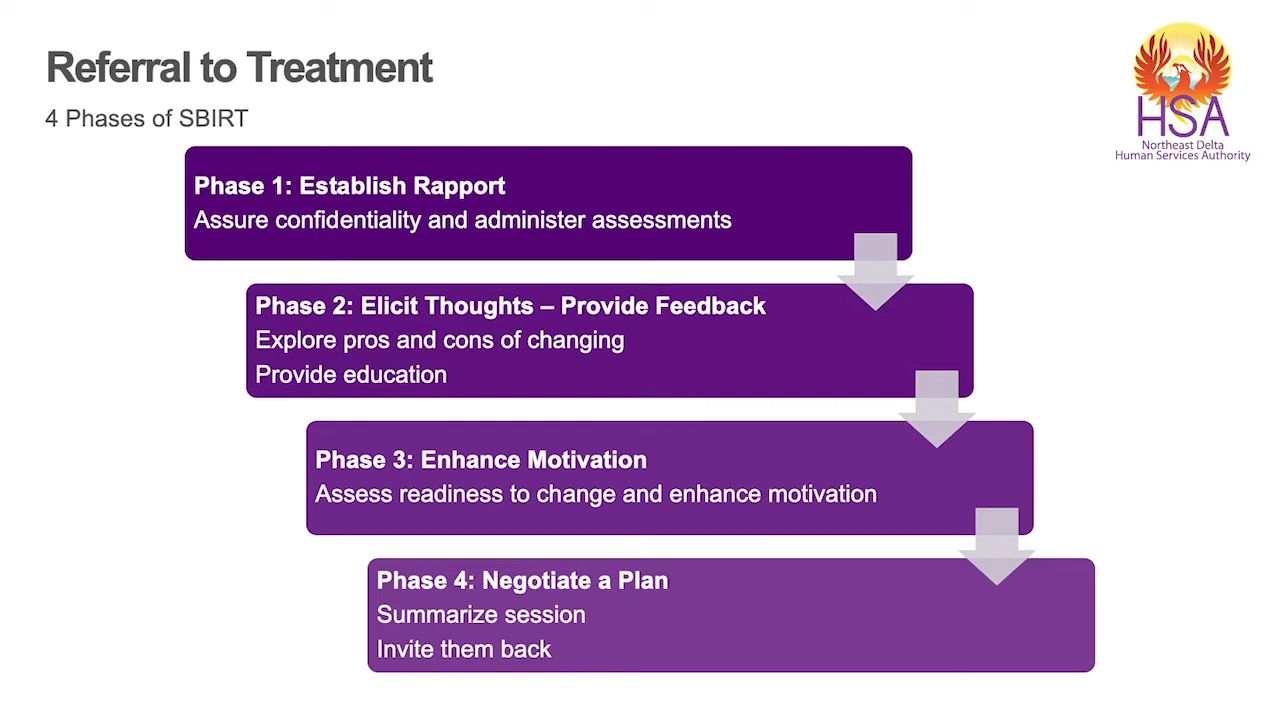 Referral to Treatment
4 Phases of SBIRT
HSA
Northeast Delta
Human Services Authority
Phase 1: Establish Rapport
Assure confidentiality and administer assessments
Phase 2: Elicit Thoughts – Provide Feedback
Explore pros and cons of changing
Provide education
Phase 3: Enhance Motivation
Assess readiness to change and enhance motivation
Phase 4: Negotiate a Plan
Summarize session
Invite them back